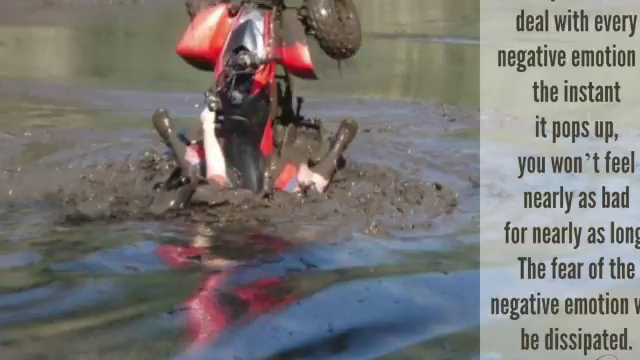 deal with every
negative emotion
the instant
it pops up,
you won't feel
nearly as bad
for nearly as long
The fear of the
negative emotion
be dissipated.